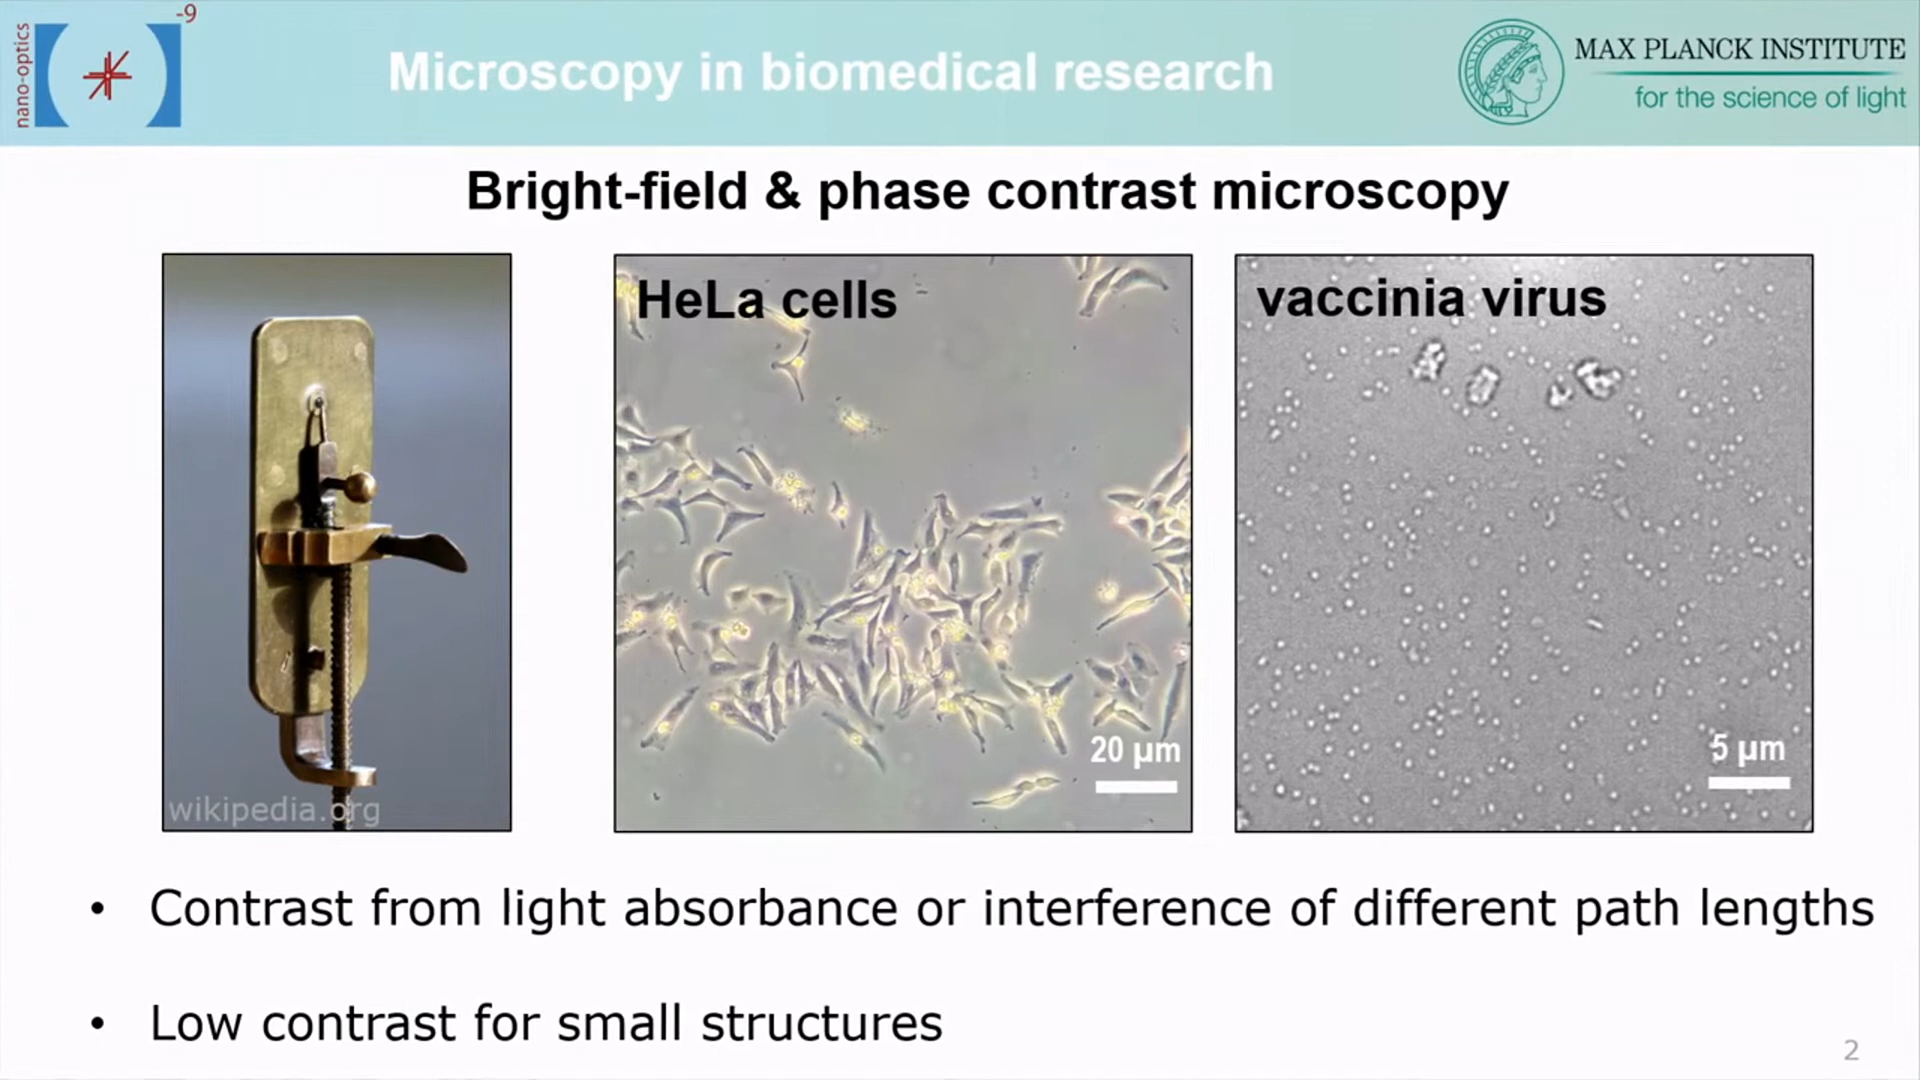 nano-optics
-9
Microscopy in biomedical research
MAX PLANCK INSTITUTE
for the science of light
Bright-field & phase contrast microscopy
HeLa cells
vaccinia virus
20 µm
5 µm
wikipedia.org
• Contrast from light absorbance or interference of different path lengths
• Low contrast for small structures
2